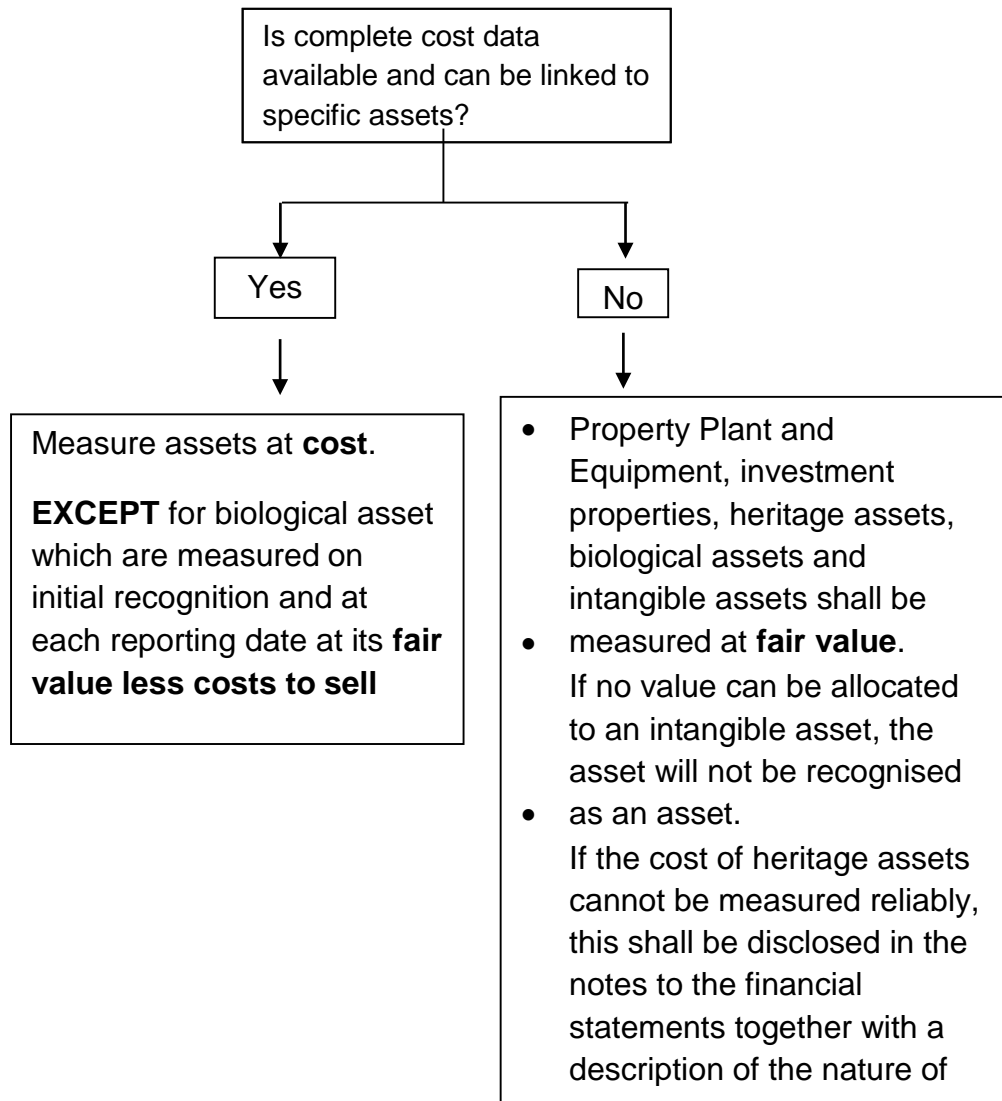 Is complete cost data
available and can be linked to
specific assets?
Yes
No
Measure assets at cost.
EXCEPT for biological asset
which are measured on
initial recognition and at
each reporting date at its fair
value less costs to sell
• Property Plant and
Equipment, investment
properties, heritage assets,
biological assets and
intangible assets shall be
• measured at fair value.
If no value can be allocated
to an intangible asset, the
asset will not be recognised
• as an asset.
If the cost of heritage assets
cannot be measured reliably,
this shall be disclosed in the
notes to the financial
statements together with a
description of the nature of